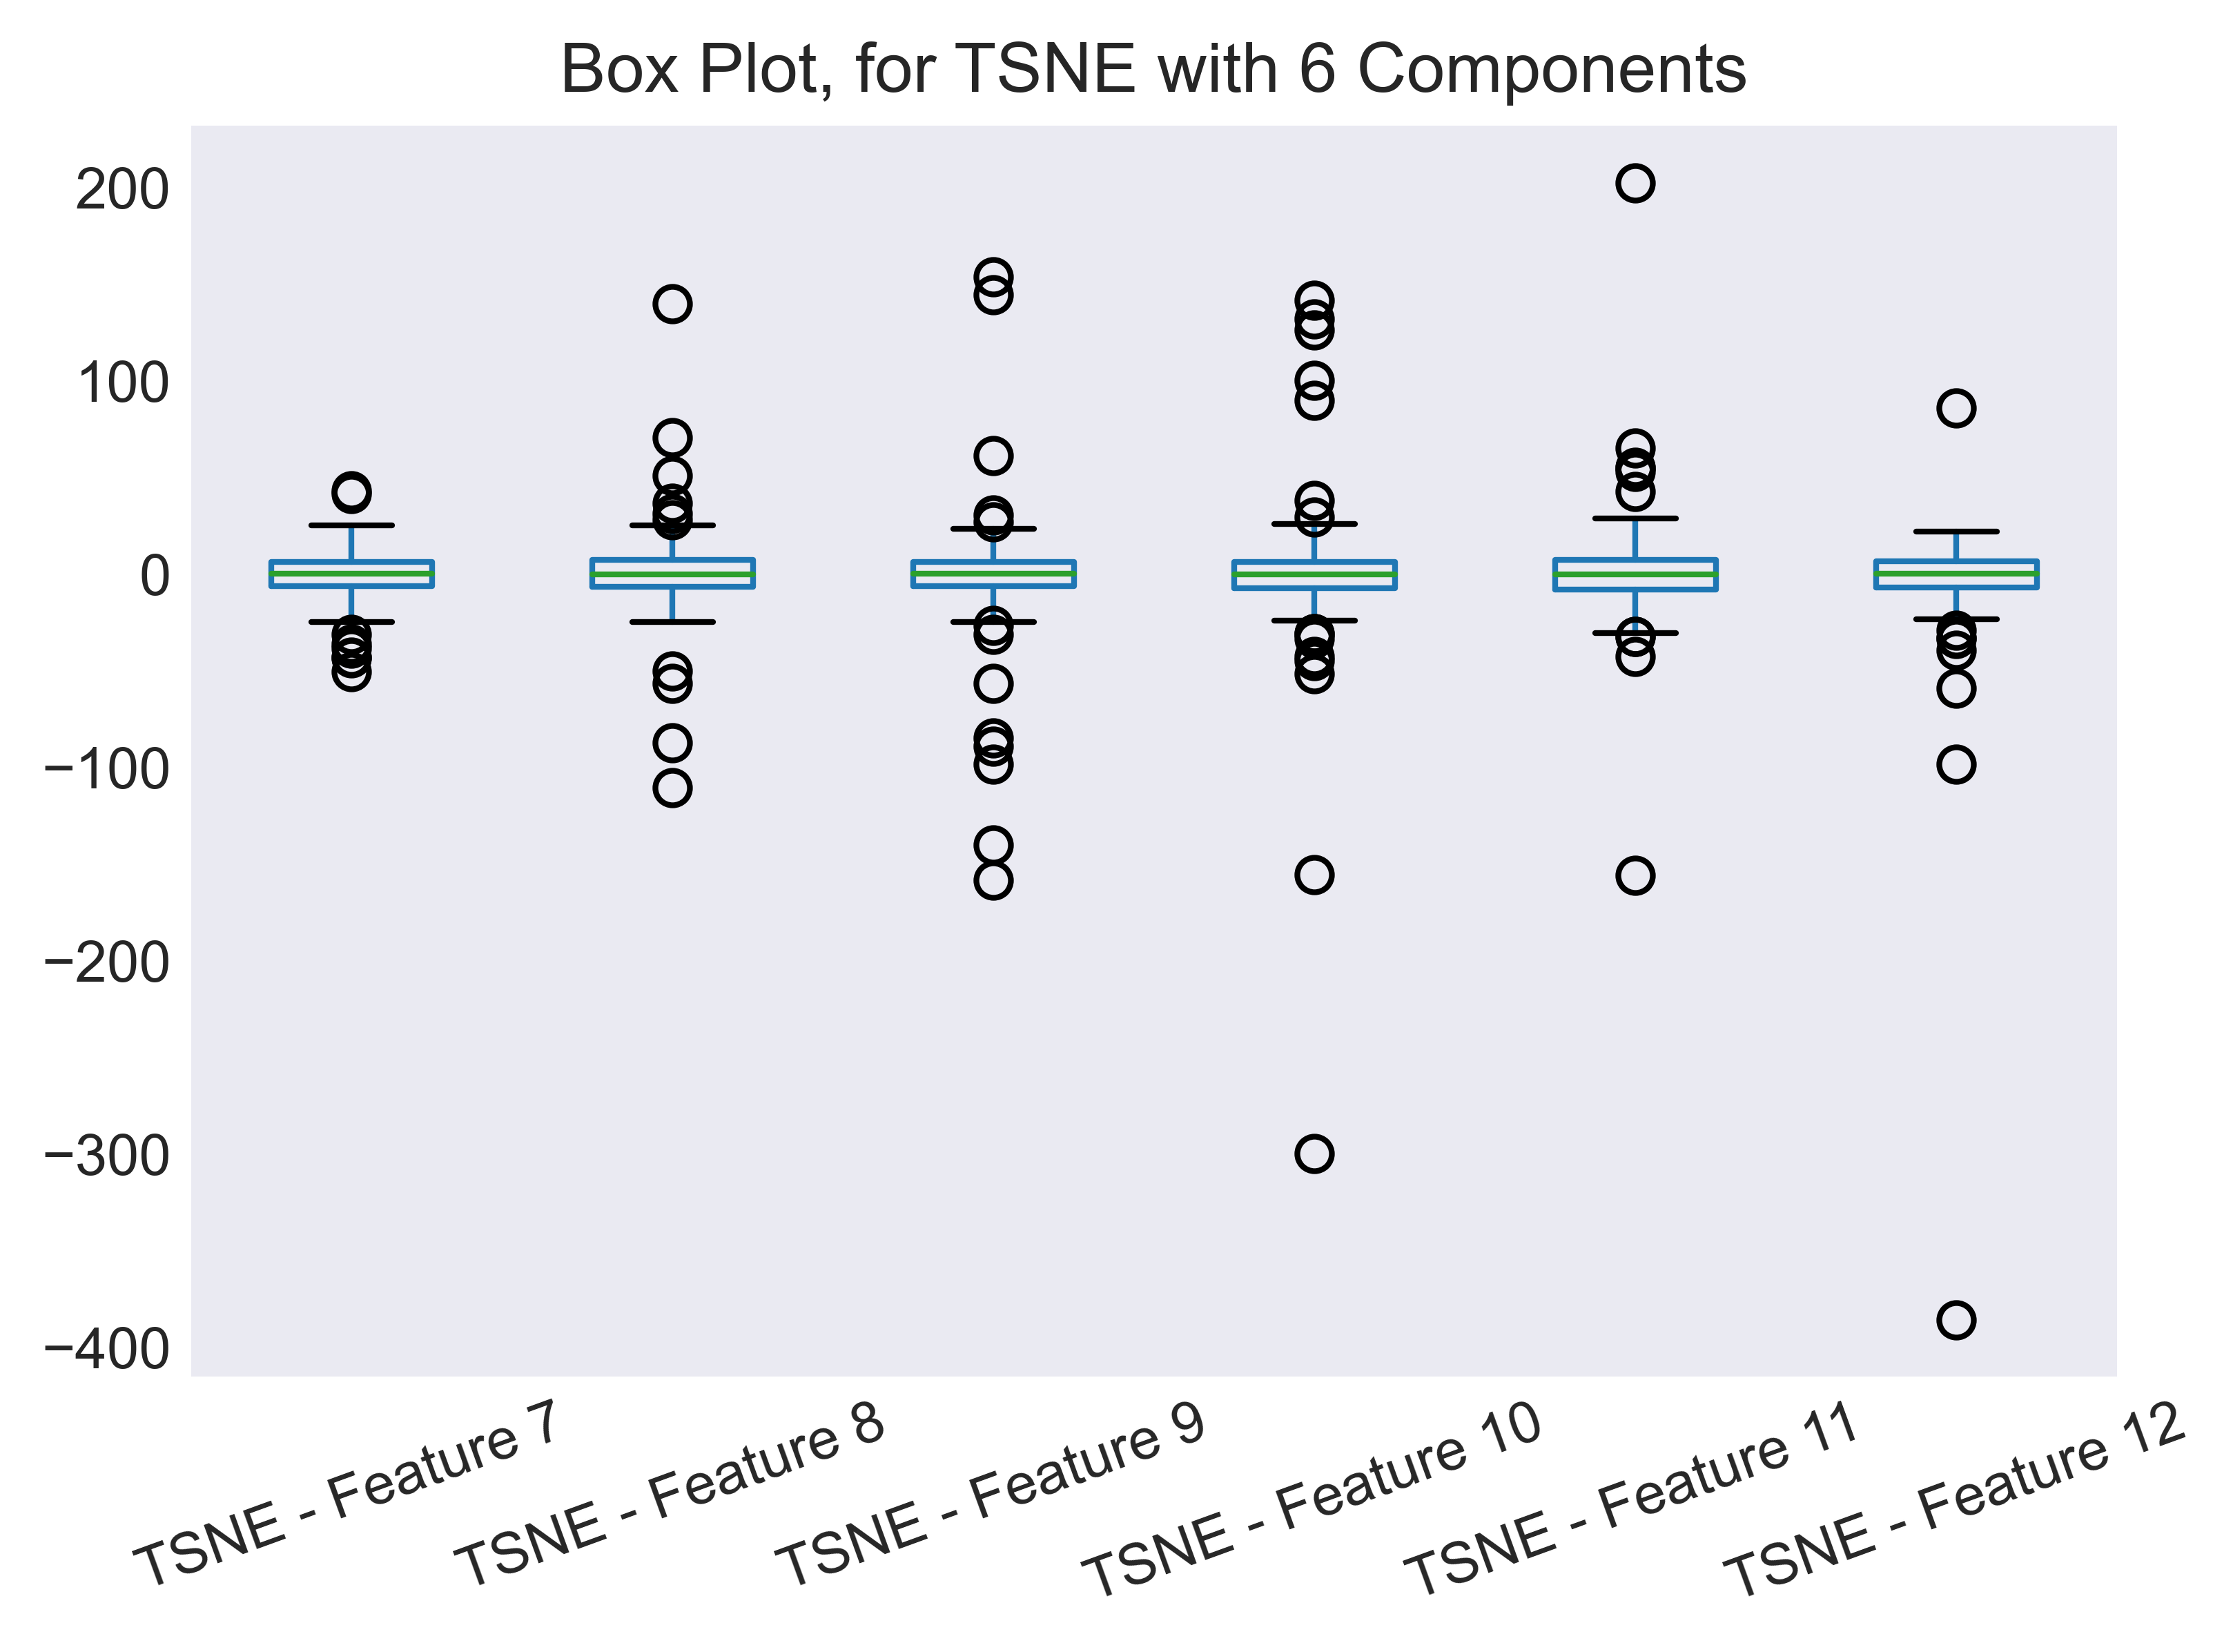 Box Plot, for TSNE with 6 Components
200
100
0
−100
−200
−300
−400
TSNE - Feature 7
TSNE - Feature 8
TSNE - Feature 9
TSNE - Feature 10
TSNE - Feature 11
TSNE - Feature 12